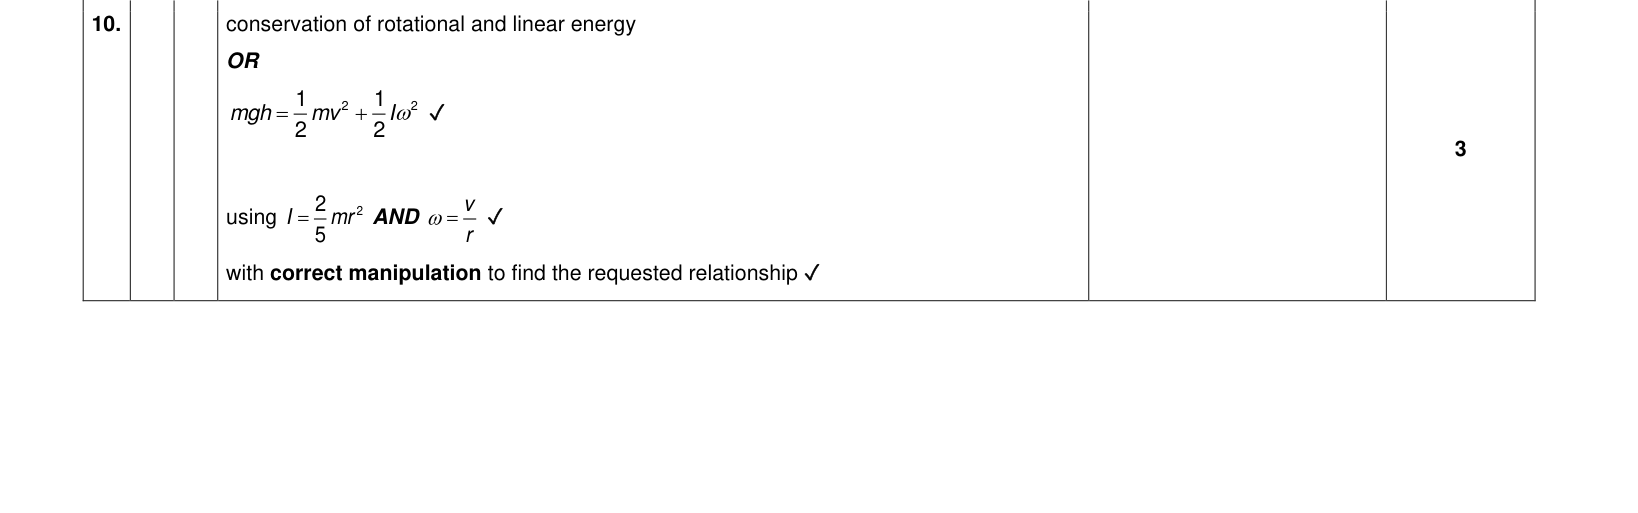 10. conservation of rotational and linear energy
OR
mgh = 1/2 mv² + 1/2 Iω² ✓
3
using I = 2/5 mr² AND ω = v/r ✓
with correct manipulation to find the requested relationship ✓